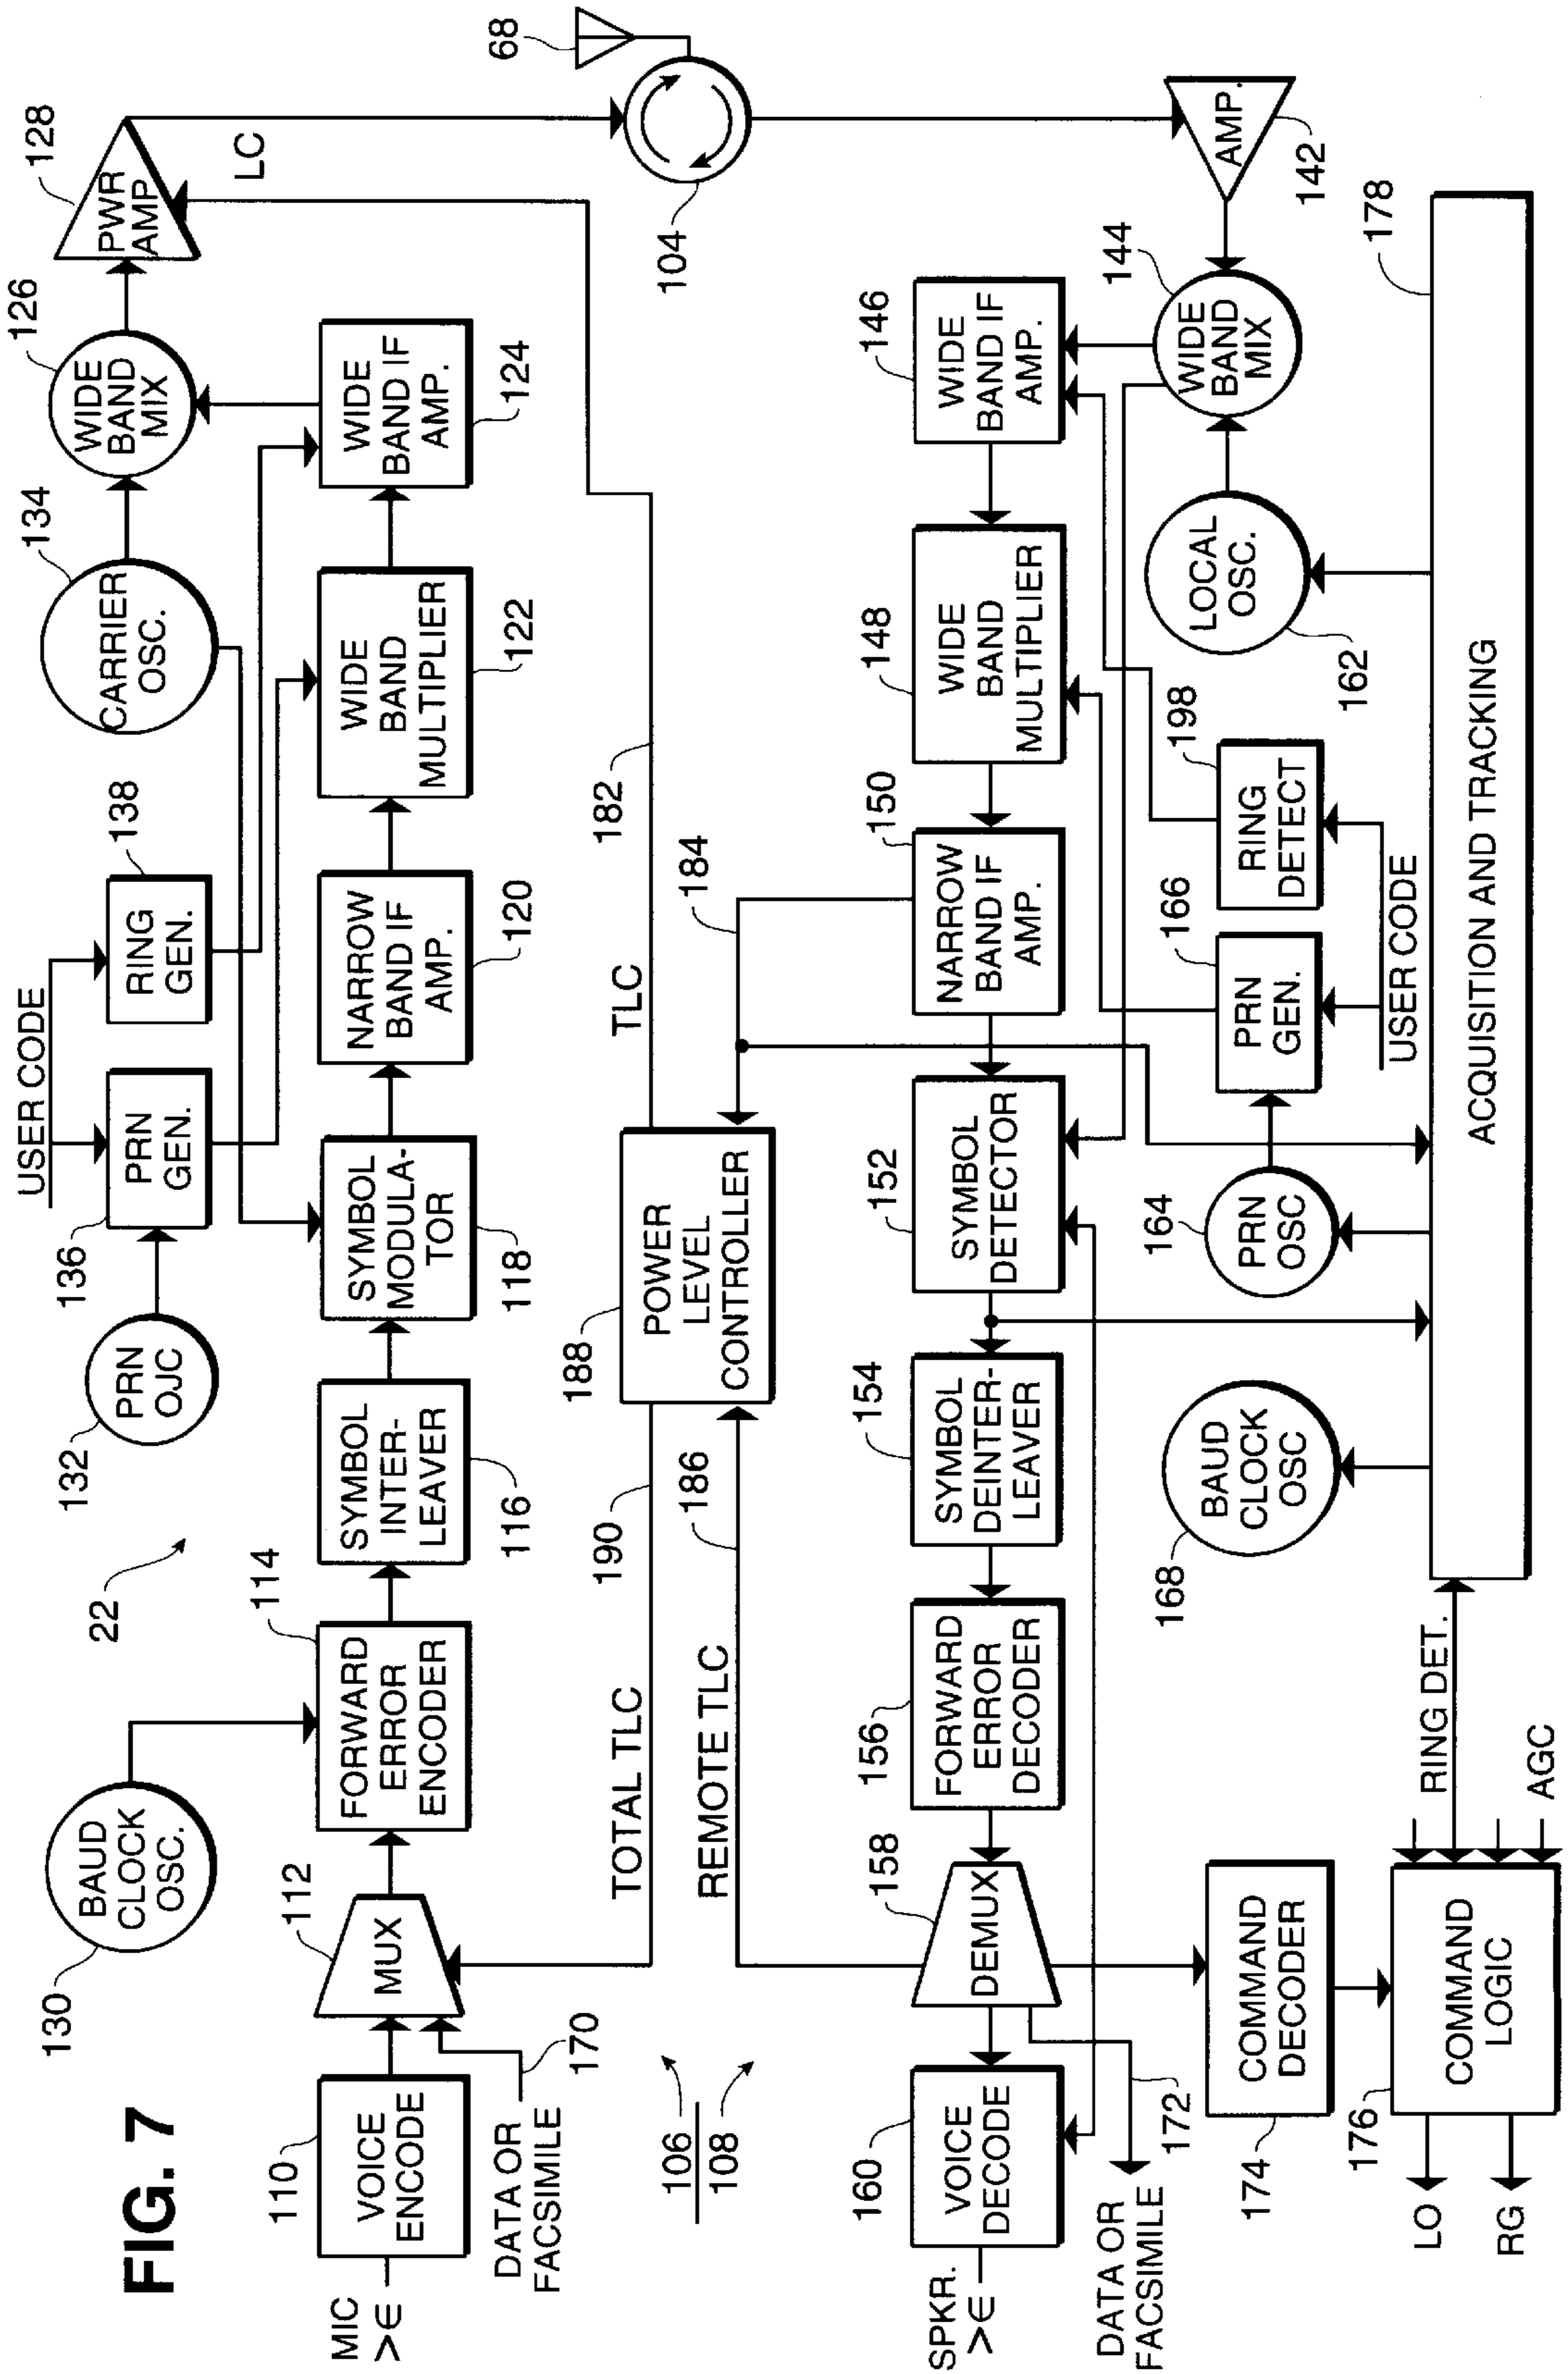 FIG. 7
22
USER CODE
130
BAUD
CLOCK
OSC.
132
PRN
OJC
136
PRN
GEN.
138
RING
GEN.
134
CARRIER
OSC.
126
WIDE
BAND
MIX
128
PWR
AMP
LC
68
104
MIC
>∈
110
VOICE
ENCODE
DATA OR
FACSIMILE
170
112
MUX
114
FORWARD
ERROR
ENCODER
SYMBOL
INTER-
LEAVER
116
SYMBOL
MODULA-
TOR
118
NARROW
BAND IF
AMP.
120
WIDE
BAND
MULTIPLIER
122
WIDE
BAND IF
AMP.
124
106
108
TOTAL TLC
190
REMOTE TLC
186
188
POWER
LEVEL
CONTROLLER
TLC
182
184
SPKR.
>∈
160
VOICE
DECODE
DATA OR
FACSIMILE
172
158
DEMUX
156
FORWARD
ERROR
DECODER
154
SYMBOL
DEINTER-
LEAVER
152
SYMBOL
DETECTOR
150
NARROW
BAND IF
AMP.
148
WIDE
BAND
MULTIPLIER
146
WIDE
BAND IF
AMP.
144
WIDE
BAND
MIX
AMP.
142
174
COMMAND
DECODER
168
BAUD
CLOCK
OSC
164
PRN
OSC
166
PRN
GEN.
198
RING
DETECT
LOCAL
OSC.
162
USER CODE
178
ACQUISITION AND TRACKING
176
COMMAND
LOGIC
RING DET.
AGC
LO
RG